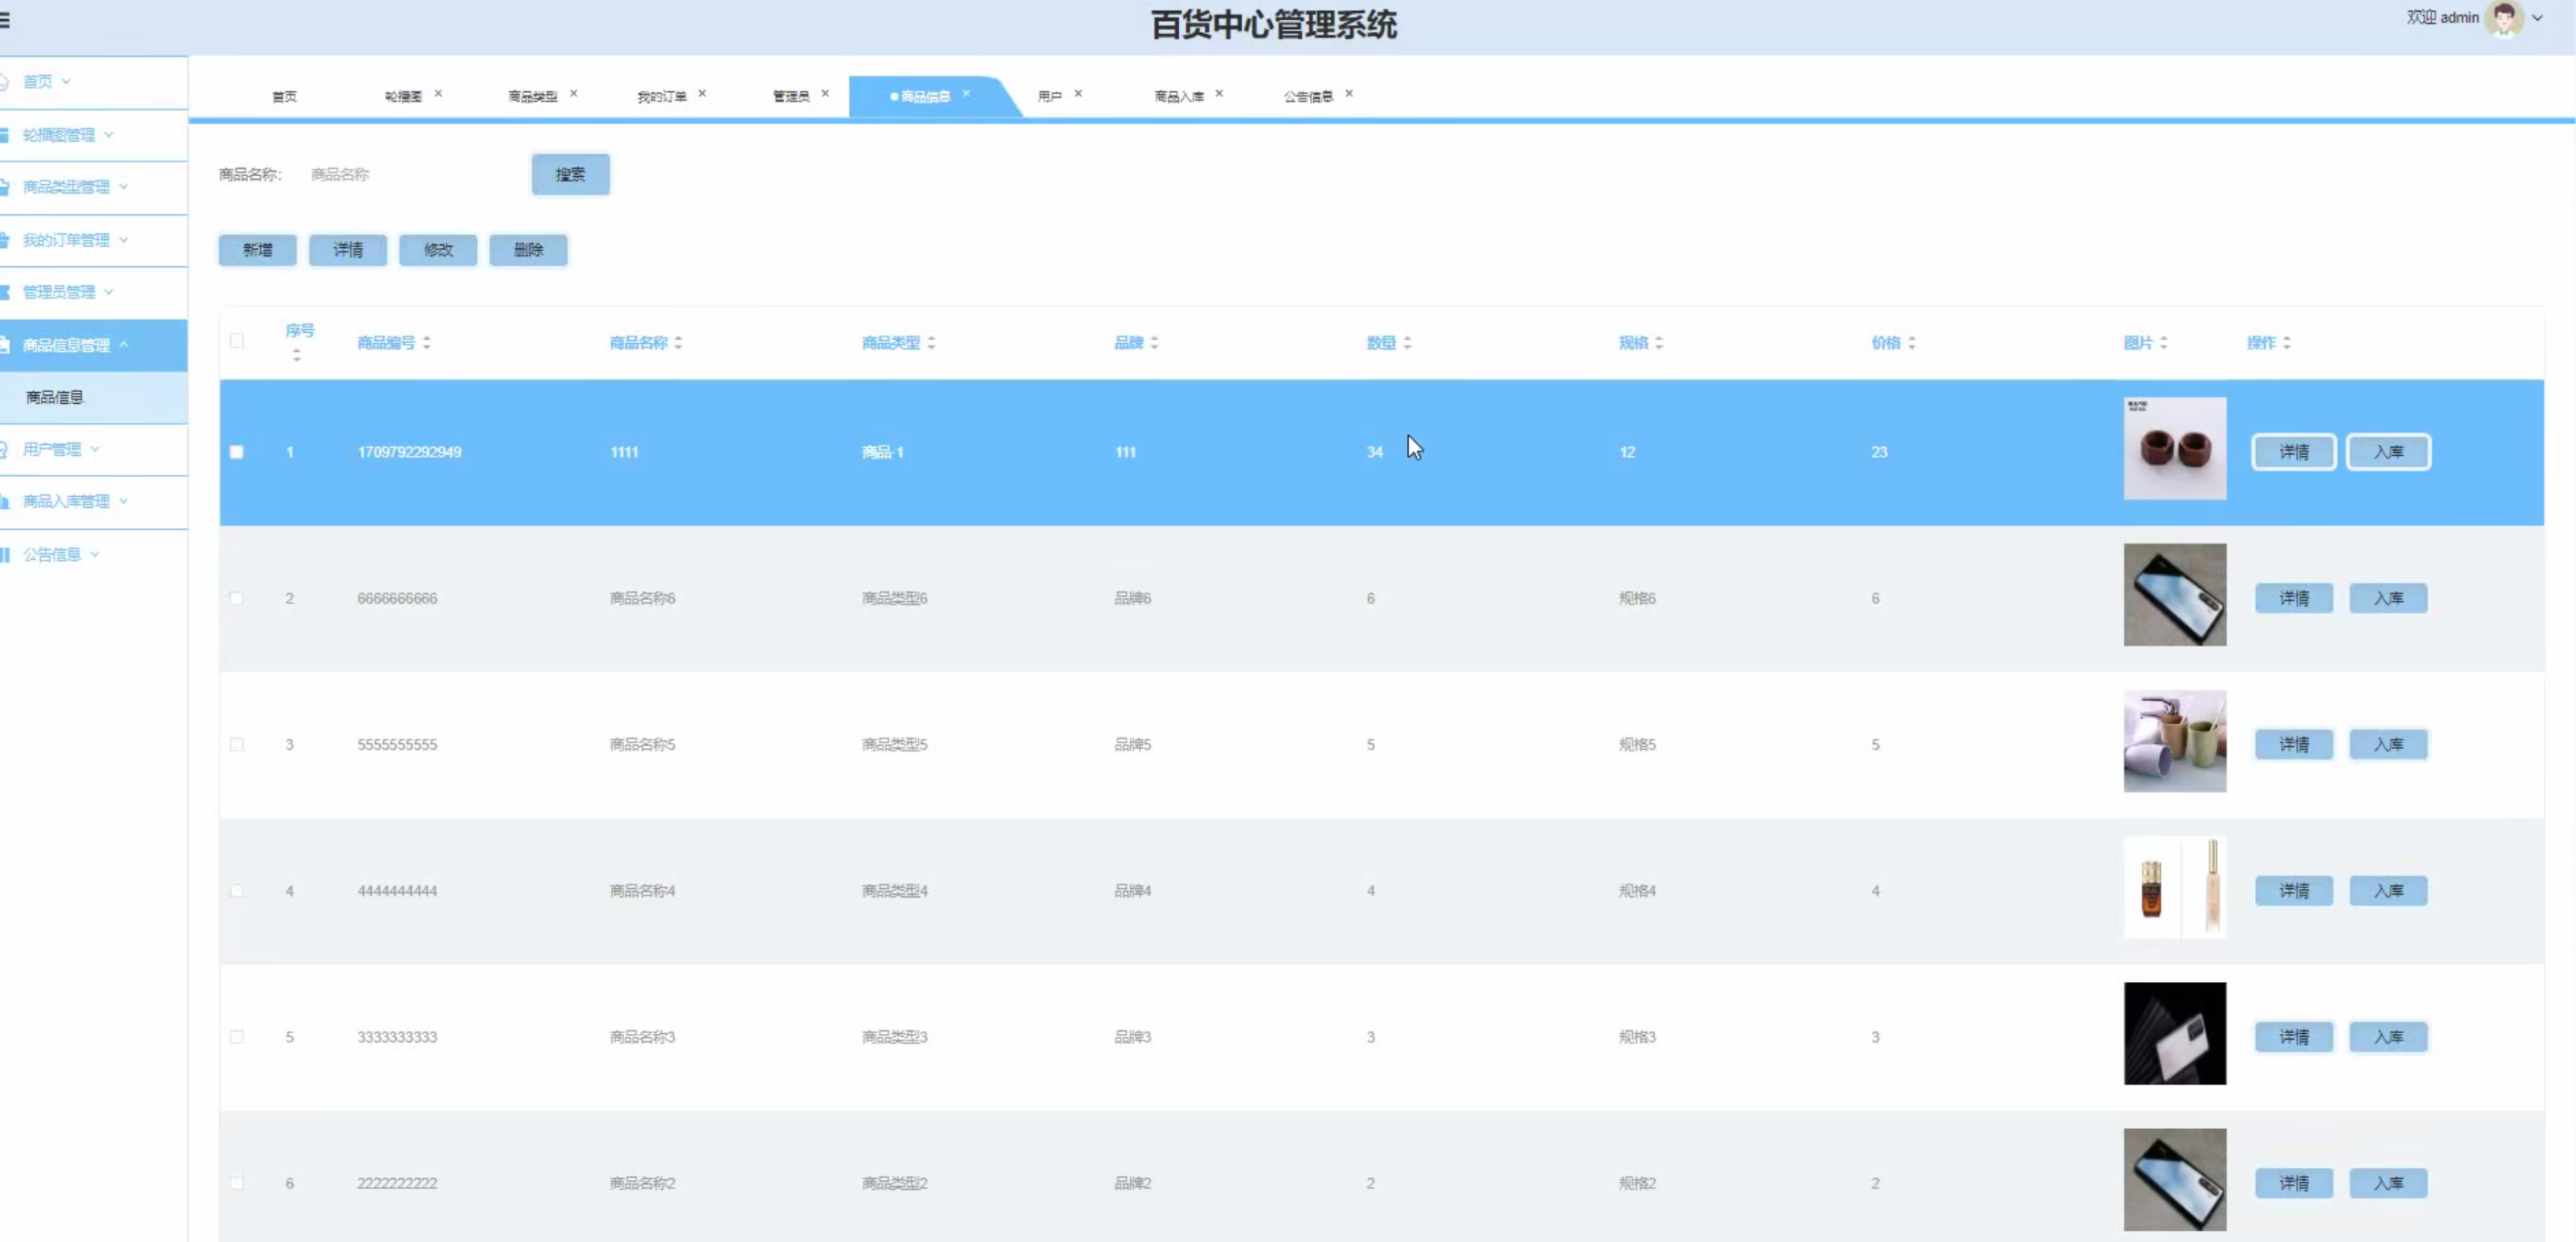 百货中心管理系统
欢迎 admin
首页
轮播图管理
商品类型管理
我的订单管理
管理员管理
商品信息管理
商品信息
用户管理
商品入库管理
公告信息
首页 轮播图 商品类型 我的订单 管理员 商品信息 用户 商品入库 公告信息
商品名称: 商品名称 搜索
新增 详情 修改 删除
序号 商品编号 商品名称 商品类型 品牌 数量 规格 价格 图片 操作
1 1709792292949 1111 商品-1 111 34 12 23 详情 入库
2 6666666666 商品名称6 商品类型6 品牌6 6 规格6 6 详情 入库
3 5555555555 商品名称5 商品类型5 品牌5 5 规格5 5 详情 入库
4 4444444444 商品名称4 商品类型4 品牌4 4 规格4 4 详情 入库
5 3333333333 商品名称3 商品类型3 品牌3 3 规格3 3 详情 入库
6 2222222222 商品名称2 商品类型2 品牌2 2 规格2 2 详情 入库